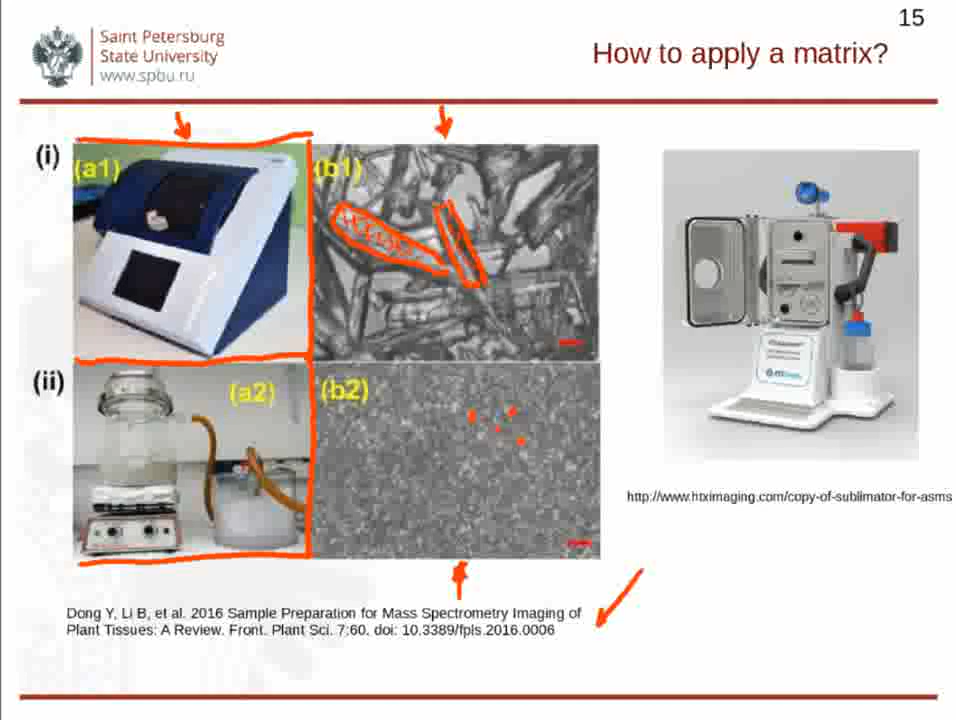 15
Saint Petersburg
State University
www.spbu.ru
How to apply a matrix?
(i)
(a1)
(b1)
(ii)
(a2)
(b2)
http://www.htximaging.com/copy-of-sublimator-for-asms
Dong Y, Li B, et al. 2016 Sample Preparation for Mass Spectrometry Imaging of
Plant Tissues: A Review. Front. Plant Sci. 7:60. doi: 10.3389/fpls.2016.0006